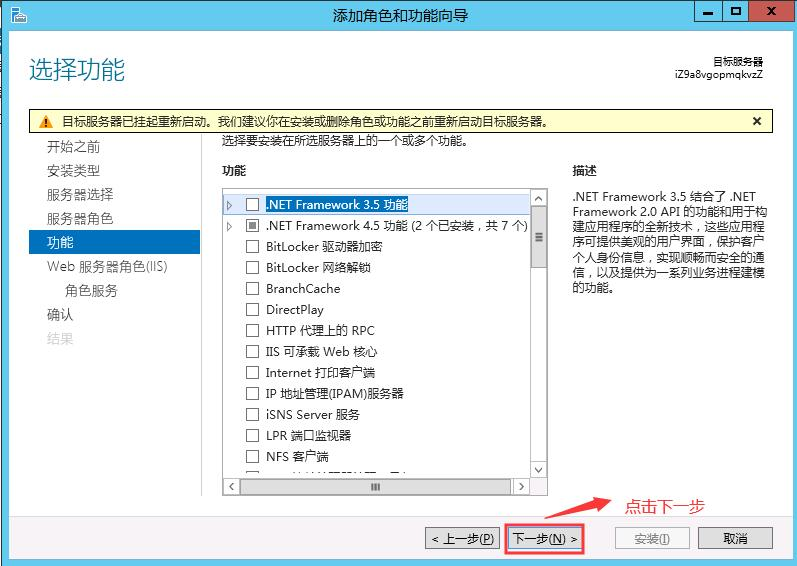 添加角色和功能向导
选择功能
目标服务器
iZ9a8vgopmqkvzZ
目标服务器已挂起重新启动。我们建议你在安装或删除角色或功能之前重新启动目标服务器。
开始之前
安装类型
服务器选择
服务器角色
功能
Web 服务器角色(IIS)
角色服务
确认
结果
选择要安装在所选服务器上的一个或多个功能。
功能
.NET Framework 3.5 功能
.NET Framework 4.5 功能 (2 个已安装，共 7 个)
BitLocker 驱动器加密
BitLocker 网络解锁
BranchCache
DirectPlay
HTTP 代理上的 RPC
IIS 可承载 Web 核心
Internet 打印客户端
IP 地址管理(IPAM)服务器
iSNS Server 服务
LPR 端口监视器
NFS 客户端
描述
.NET Framework 3.5 结合了 .NET
Framework 2.0 API 的功能和用于构
建应用程序的全新技术，这些应用程
序可提供美观的用户界面，保护客户
个人身份信息，实现顺畅而安全的通
信，以及提供为一系列业务进程建模
的功能。
点击下一步
< 上一步(P)
下一步(N) >
安装(I)
取消